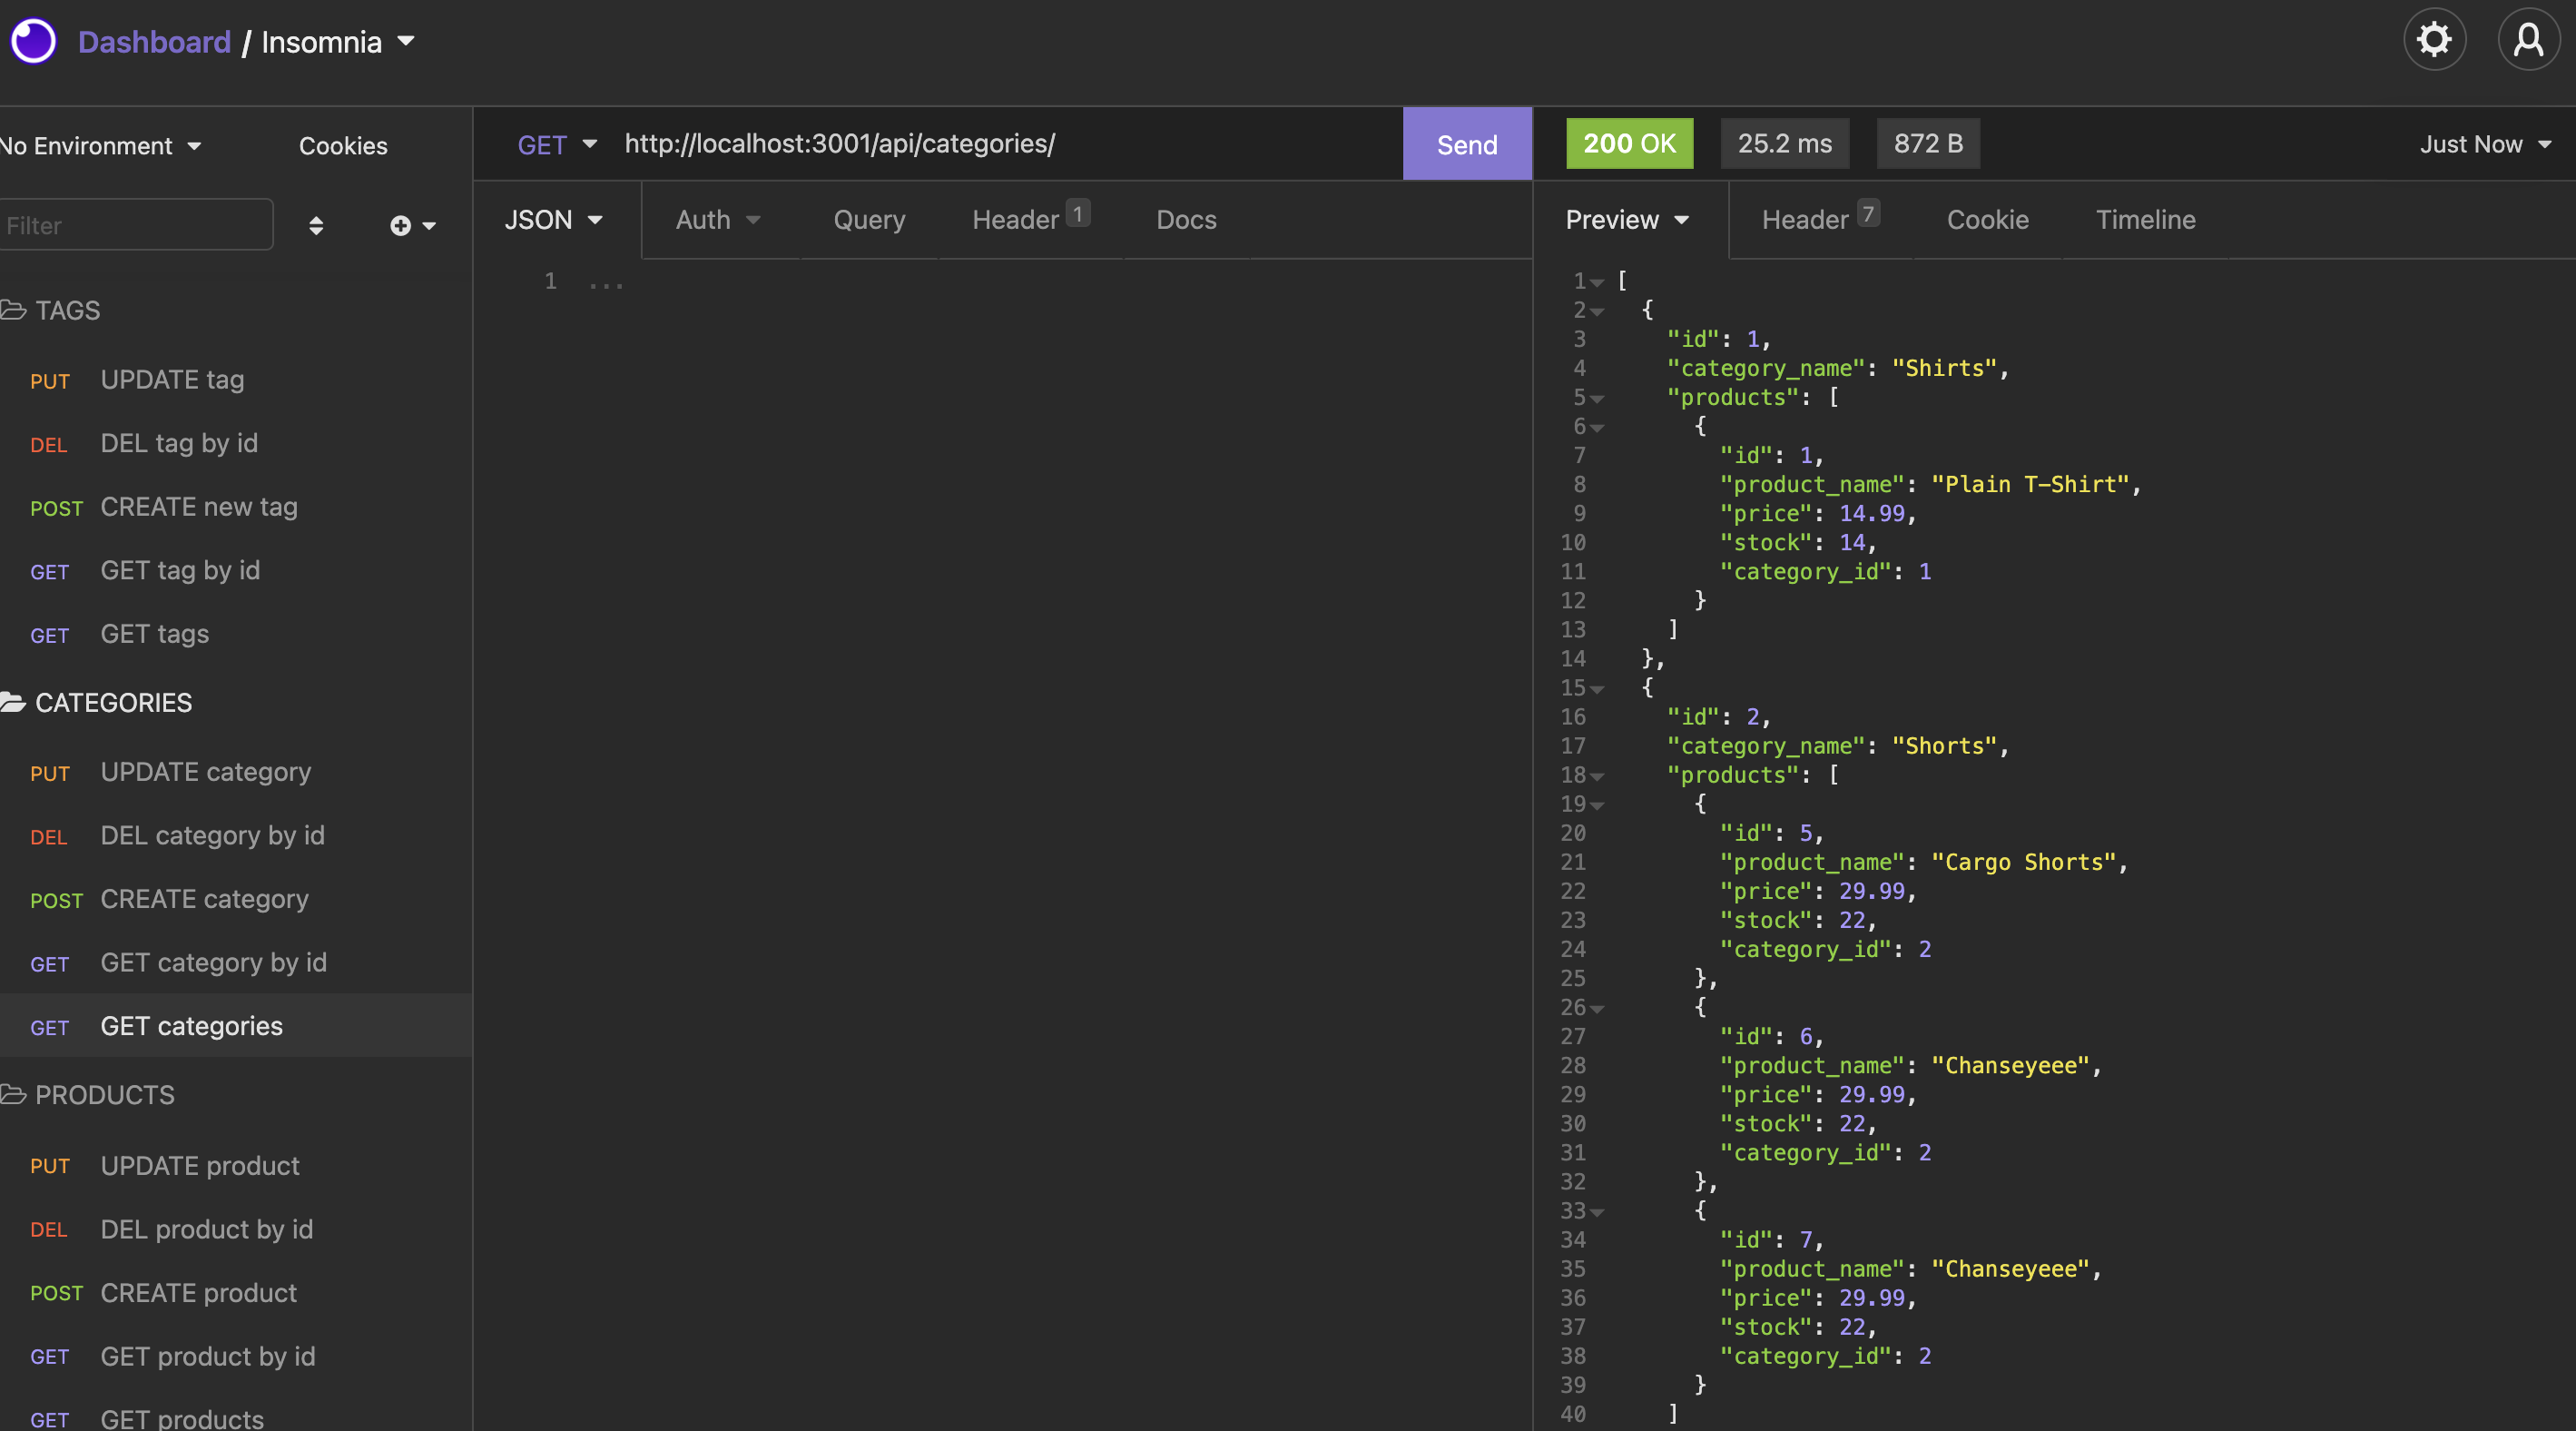 Dashboard / Insomnia
No Environment
Cookies
Filter
TAGS
PUT UPDATE tag
DEL DEL tag by id
POST CREATE new tag
GET GET tag by id
GET GET tags
CATEGORIES
PUT UPDATE category
DEL DEL category by id
POST CREATE category
GET GET category by id
GET GET categories
PRODUCTS
PUT UPDATE product
DEL DEL product by id
POST CREATE product
GET GET product by id
GET GET products
GET http://localhost:3001/api/categories/ Send
JSON Auth Query Header 1 Docs
1 ...
200 OK 25.2 ms 872 B Just Now
Preview Header 7 Cookie Timeline
1 [
2 {
3 "id": 1,
4 "category_name": "Shirts",
5 "products": [
6 {
7 "id": 1,
8 "product_name": "Plain T-Shirt",
9 "price": 14.99,
10 "stock": 14,
11 "category_id": 1
12 }
13 ]
14 },
15 {
16 "id": 2,
17 "category_name": "Shorts",
18 "products": [
19 {
20 "id": 5,
21 "product_name": "Cargo Shorts",
22 "price": 29.99,
23 "stock": 22,
24 "category_id": 2
25 },
26 {
27 "id": 6,
28 "product_name": "Chanseyeee",
29 "price": 29.99,
30 "stock": 22,
31 "category_id": 2
32 },
33 {
34 "id": 7,
35 "product_name": "Chanseyeee",
36 "price": 29.99,
37 "stock": 22,
38 "category_id": 2
39 }
40 ]